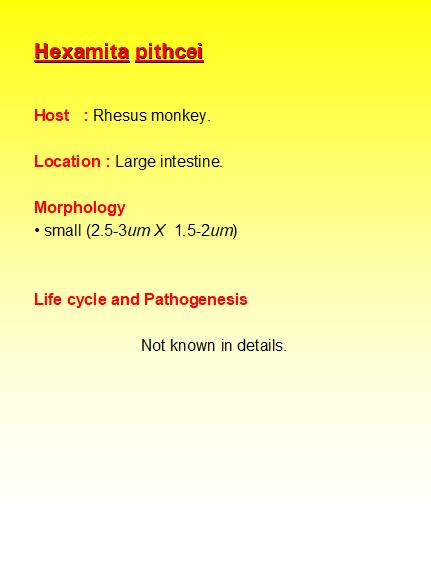 Hexamita pithcei
Host : Rhesus monkey.
Location : Large intestine.
Morphology
• small (2.5-3um X 1.5-2um)
Life cycle and Pathogenesis
Not known in details.